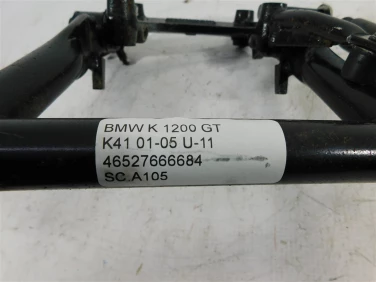 BMW K 1200 GT
K41 01-05 U-11
46527666684
SC.A105